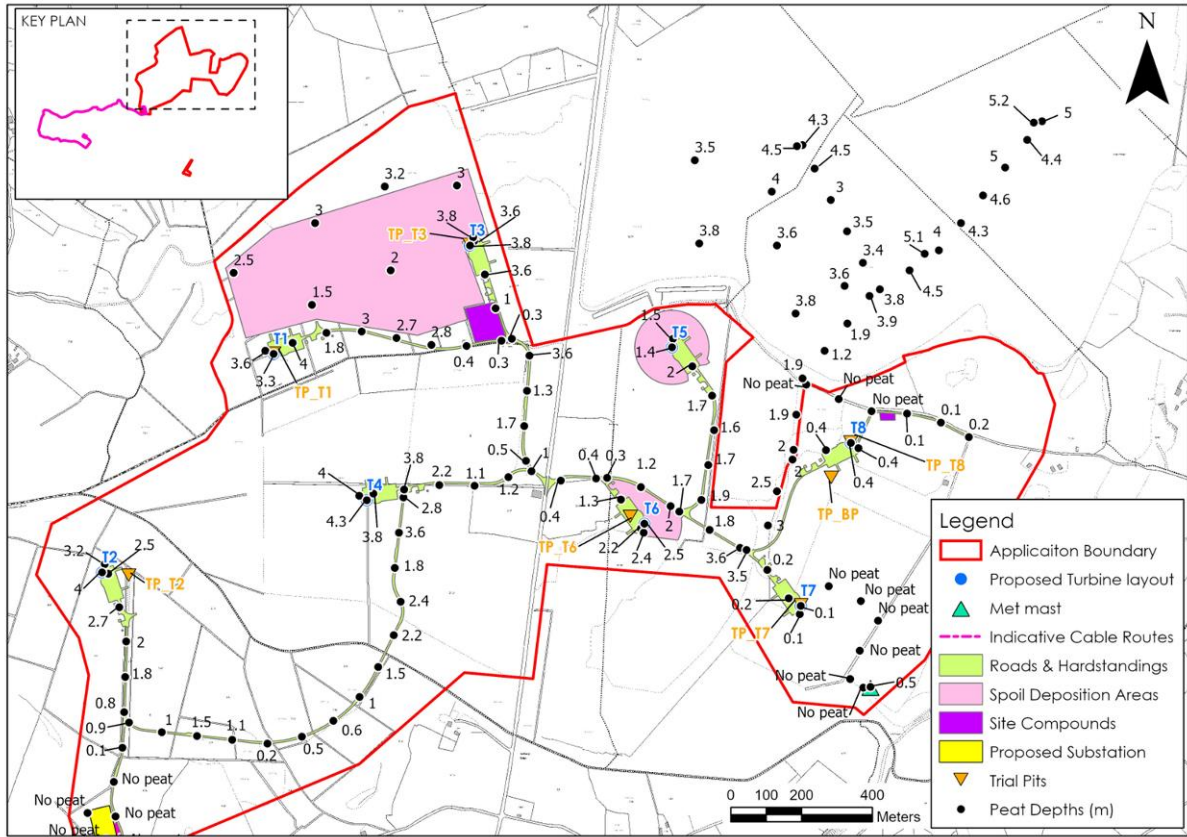 KEY PLAN
N
5.2
5
4.4
4.3
4.5
4.5
3.5
4
3
5
4.6
4.3
3.2
3
3
3.8
3.6
T3
TP_T3
3.8
3.6
2.5
2
1.5
1
0.3
3.8
3.6
3.5
3.4
5.1
4
4.5
3.6
3.8
3.9
3.8
1.9
1.2
T1
3.6
3.3
4
TP_T1
1.8
3
2.7
2.8
0.4
0.3
3.6
1.5
T5
1.4
2
1.9
No peat
No peat
No peat
1.3
1.7
1.7
1.6
1.7
1.9
1.9
2
2
2.5
0.1
0.1
0.2
0.4
T8
TP_T8
0.4
0.4
TP_BP
0.5
1
1.2
0.4
0.4
0.3
1.2
1.3
T6
TP_T6
2.2
2.4
2.5
2
1.7
1.8
3
3.6
3.5
0.2
4
T4
4.3
3.8
3.8
2.2
1.1
2.8
3.6
1.8
2.4
2.2
1.5
1
0.6
0.5
0.2
1.1
1.5
1
3.2
T2
2.5
TP_T2
4
2.7
2
1.8
0.8
0.9
0.1
No peat
No peat
No peat
No peat
0.2
T7
TP_T7
0.1
0.1
No peat
No peat
No peat
No peat
No peat
No peat
0.5
Legend
Applicaiton Boundary
Proposed Turbine layout
Met mast
Indicative Cable Routes
Roads & Hardstandings
Spoil Deposition Areas
Site Compounds
Proposed Substation
Trial Pits
Peat Depths (m)
0 100 200 400
Meters